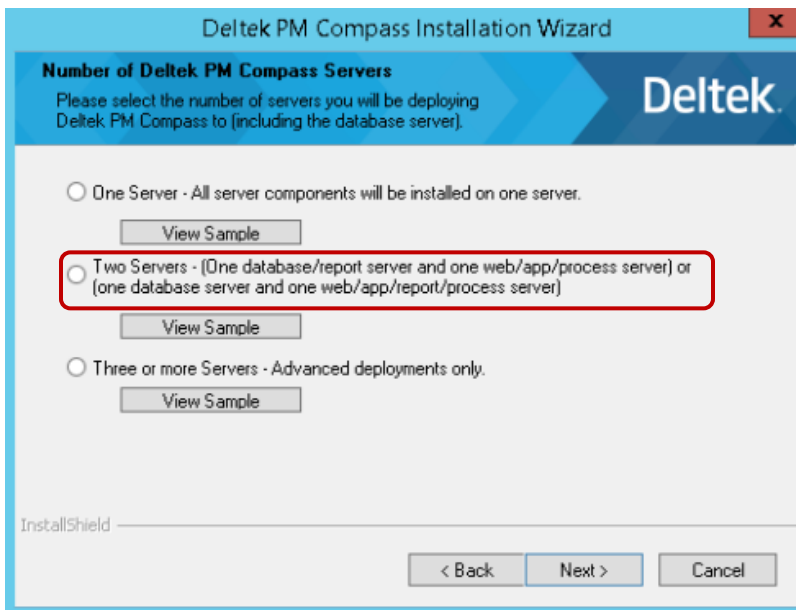 Deltek PM Compass Installation Wizard
x
Number of Deltek PM Compass Servers
Please select the number of servers you will be deploying
Deltek PM Compass to (including the database server).
Deltek.
One Server - All server components will be installed on one server.
View Sample
Two Servers - (One database/report server and one web/app/process server) or
(one database server and one web/app/report/process server)
View Sample
Three or more Servers - Advanced deployments only.
View Sample
InstallShield
< Back
Next >
Cancel